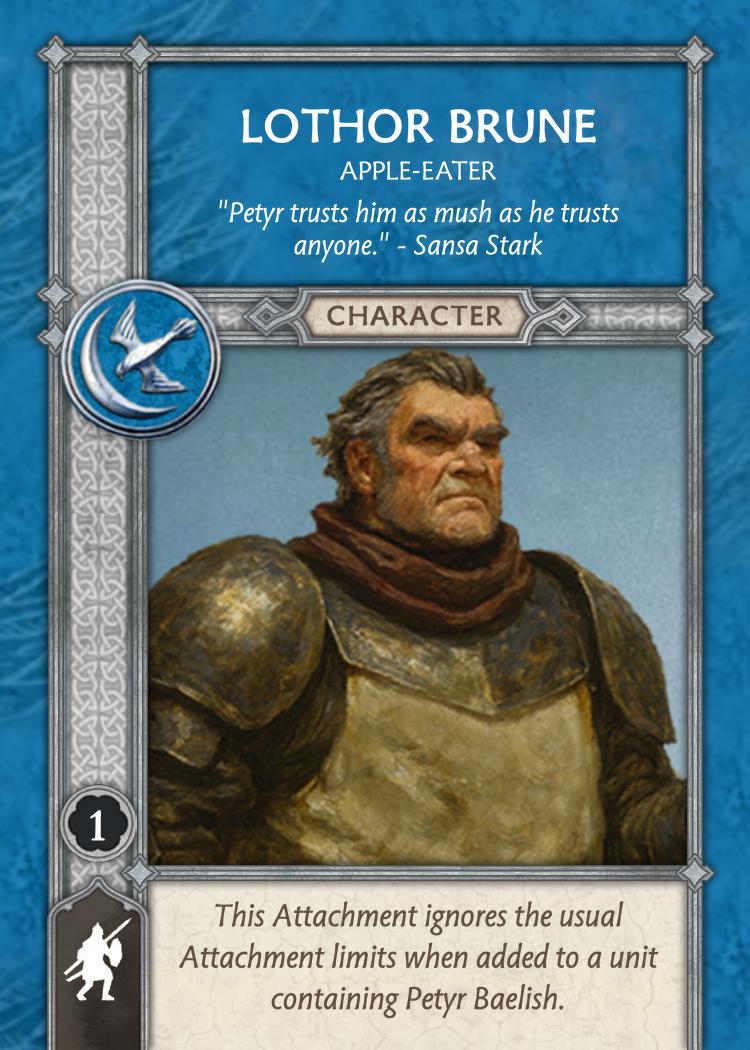 LOTHOR BRUNE
APPLE-EATER
"Petyr trusts him as mush as he trusts
anyone." - Sansa Stark
CHARACTER
1
This Attachment ignores the usual
Attachment limits when added to a unit
containing Petyr Baelish.